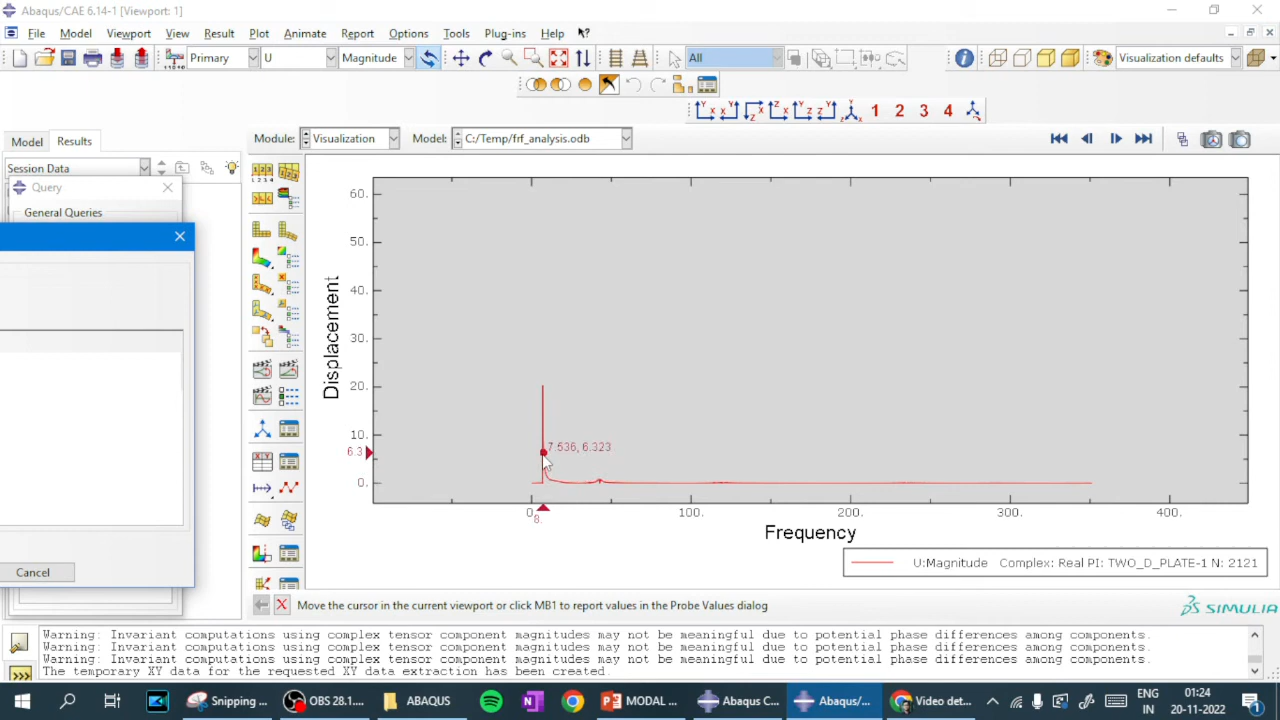 Abaqus/CAE 6.14-1 [Viewport: 1]
File Model Viewport View Result Plot Animate Report Options Tools Plug-ins Help
Primary U Magnitude All Visualization defaults
1 2 3 4
Model Results Module: Visualization Model: C:/Temp/frf_analysis.odb
Session Data
Query
General Queries
Cancel
60.
50.
40.
30.
20.
10.
0.
6.3
7.536, 6.323
Displacement
0. 100. 200. 300. 400.
8.
Frequency
U:Magnitude Complex: Real PI: TWO_D_PLATE-1 N: 2121
Move the cursor in the current viewport or click MB1 to report values in the Probe Values dialog
SIMULIA
Warning: Invariant computations using complex tensor component magnitudes may not be meaningful due to potential phase differences among components.
Warning: Invariant computations using complex tensor component magnitudes may not be meaningful due to potential phase differences among components.
Warning: Invariant computations using complex tensor component magnitudes may not be meaningful due to potential phase differences among components.
The temporary XY data for the requested XY data extraction has been created.
Snipping ... OBS 28.1.... ABAQUS MODAL ... Abaqus C... Abaqus/... Video det... ENG IN 01:24 20-11-2022